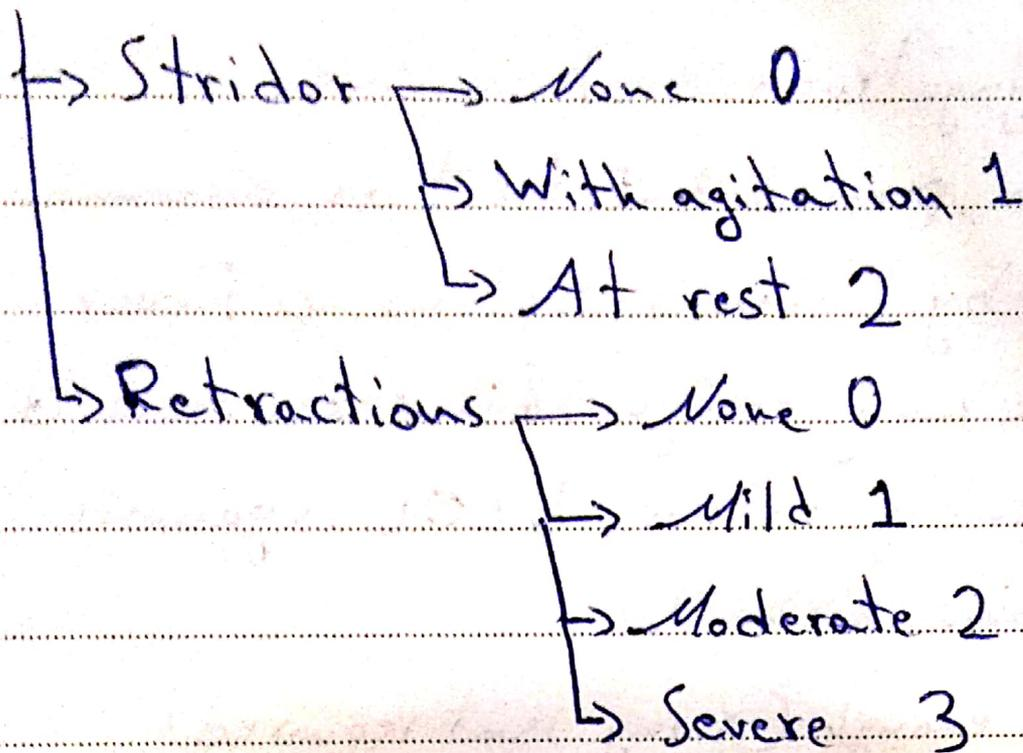 Stridor → None 0
→ With agitation 1
→ At rest 2
Retractions → None 0
→ Mild 1
→ Moderate 2
→ Severe 3